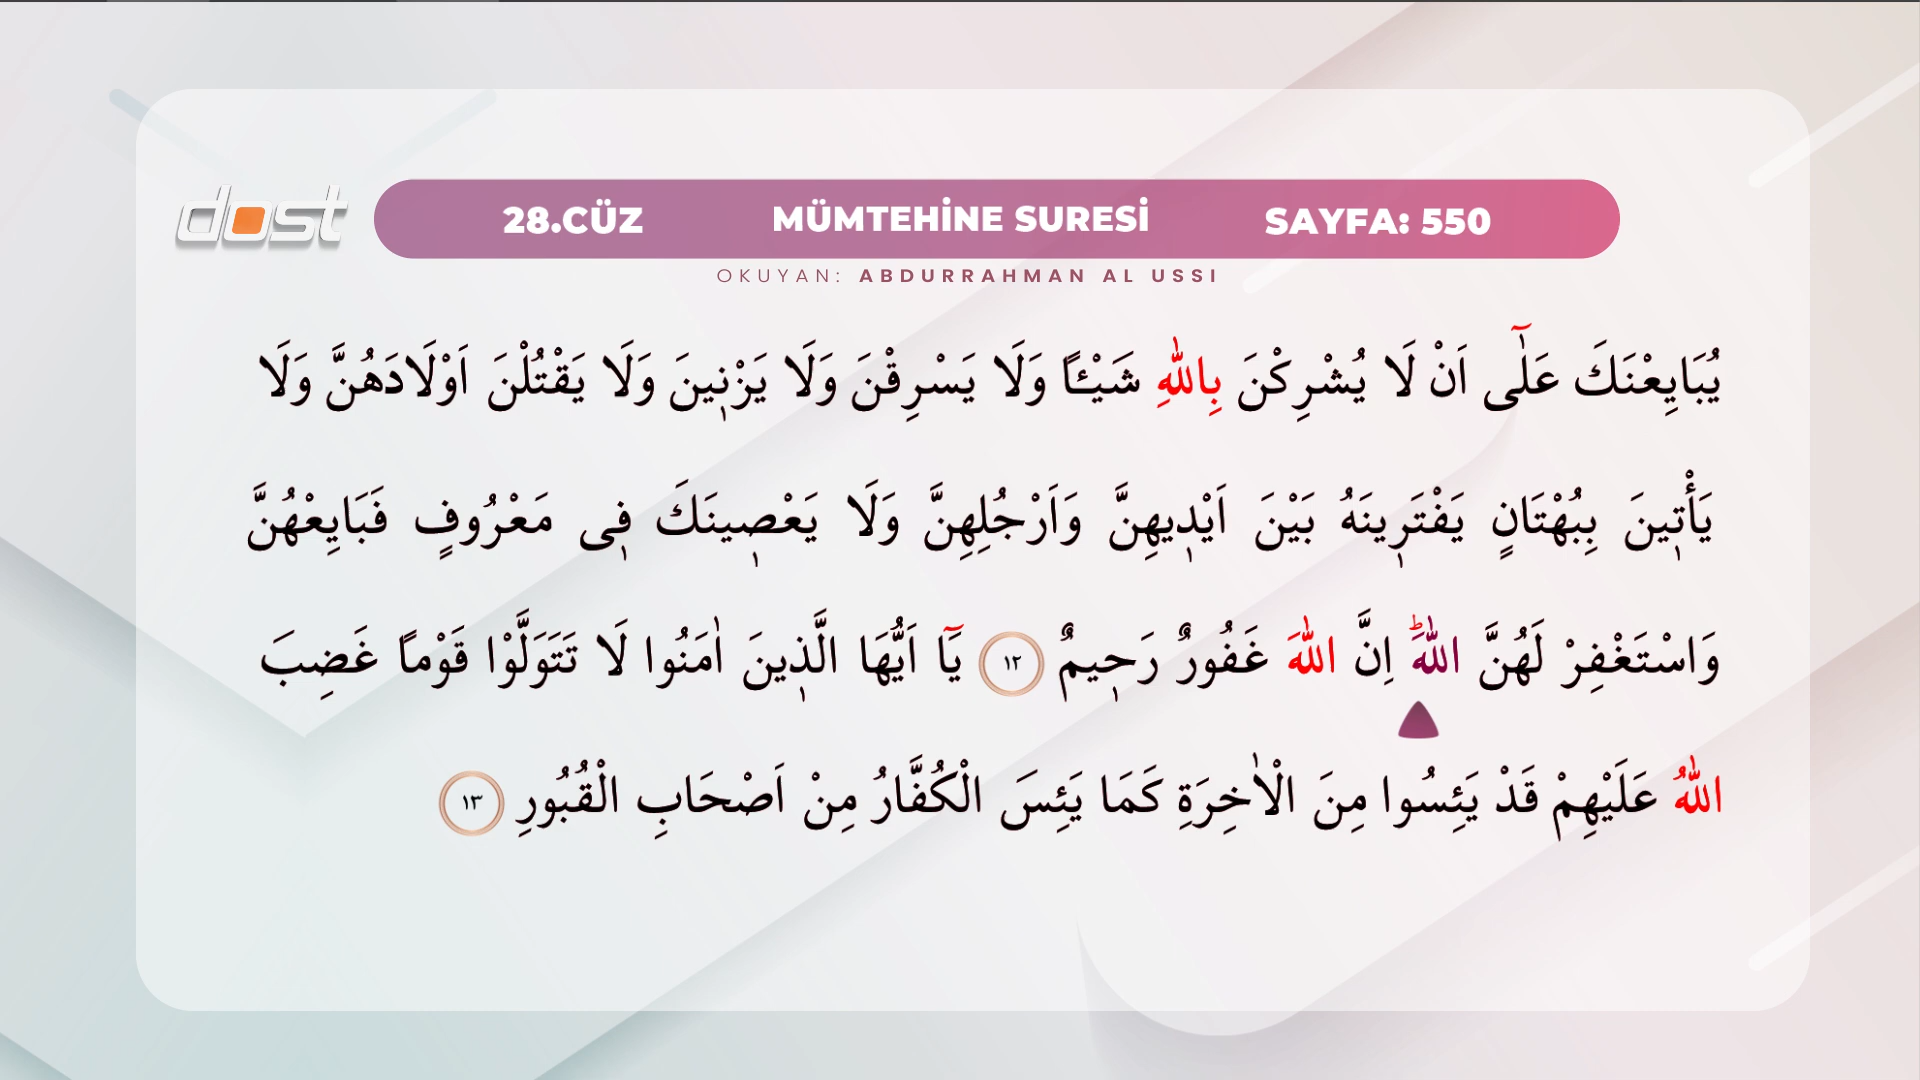 dost
28.CÜZ MÜMTEHİNE SURESİ SAYFA: 550
OKUYAN: ABDURRAHMAN AL USSI
يُبَايِعْنَكَ عَلٰٓى اَنْ لَا يُشْرِكْنَ بِاللّٰهِ شَيْـًٔا وَلَا يَسْرِقْنَ وَلَا يَزْن۪ينَ وَلَا يَقْتُلْنَ اَوْلَادَهُنَّ وَلَا
يَأْت۪ينَ بِبُهْتَانٍ يَفْتَر۪ينَهُ بَيْنَ اَيْد۪يهِنَّ وَاَرْجُلِهِنَّ وَلَا يَعْص۪ينَكَ ف۪ى مَعْرُوفٍ فَبَايِعْهُنَّ
وَاسْتَغْفِرْ لَهُنَّ اللّٰهَؕ اِنَّ اللّٰهَ غَفُورٌ رَح۪يمٌ ١٢ يَٓا اَيُّهَا الَّذ۪ينَ اٰمَنُوا لَا تَتَوَلَّوْا قَوْمًا غَضِبَ
اللّٰهُ عَلَيْهِمْ قَدْ يَئِسُوا مِنَ الْاٰخِرَةِ كَمَا يَئِسَ الْكُفَّارُ مِنْ اَصْحَابِ الْقُبُورِ ١٣